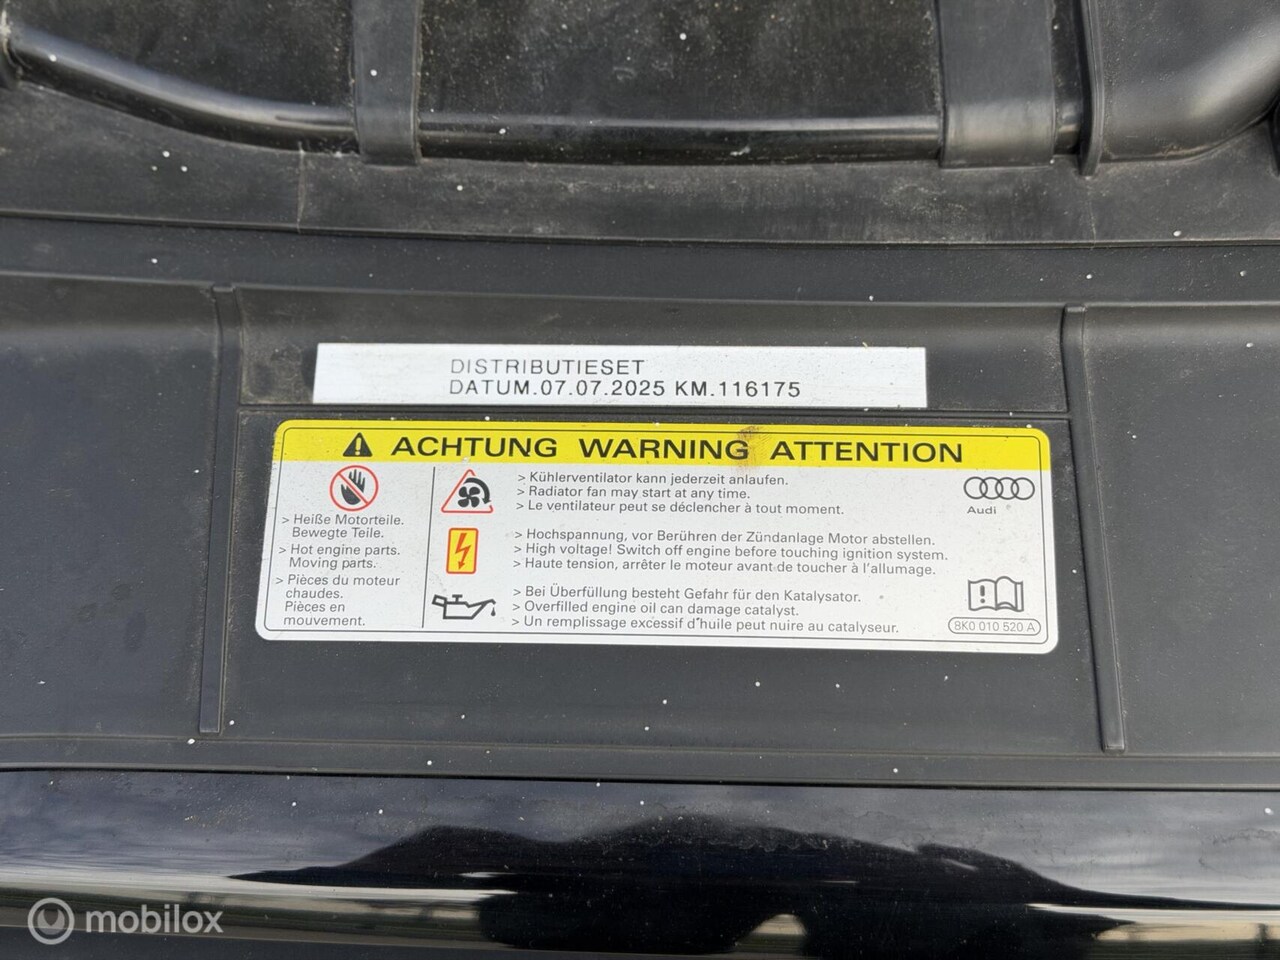 DISTRIBUTIESET
DATUM.07.07.2025 KM.116175
ACHTUNG WARNING ATTENTION
> Heiße Motorteile.
Bewegte Teile.
> Hot engine parts.
Moving parts.
> Pièces du moteur
chaudes.
Pièces en
mouvement.
> Kühlerventilator kann jederzeit anlaufen.
> Radiator fan may start at any time.
> Le ventilateur peut se déclencher à tout moment.
> Hochspannung, vor Berühren der Zündanlage Motor abstellen.
> High voltage! Switch off engine before touching ignition system.
> Haute tension, arrêter le moteur avant de toucher à l'allumage.
> Bei Überfüllung besteht Gefahr für den Katalysator.
> Overfilled engine oil can damage catalyst.
> Un remplissage excessif d'huile peut nuire au catalyseur.
Audi
8K0 010 520 A
mobilox